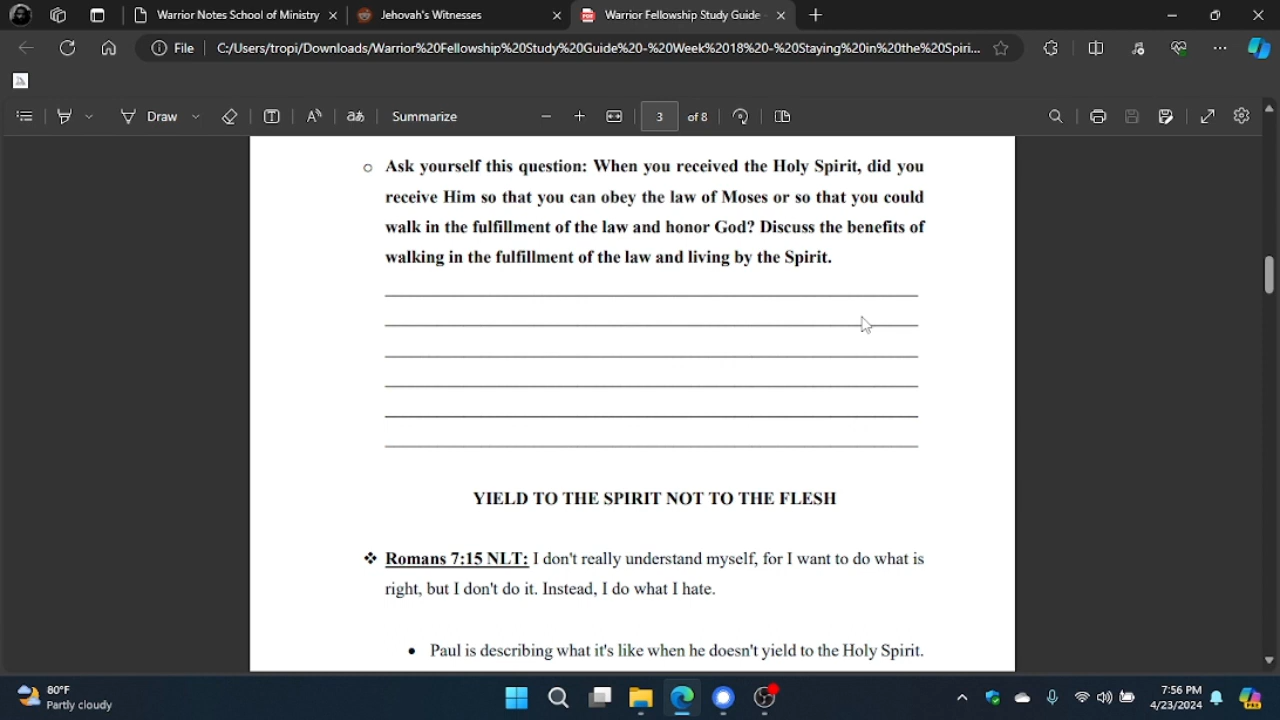 Warrior Notes School of Ministry
Jehovah's Witnesses
Warrior Fellowship Study Guide
File
C:/Users/tropi/Downloads/Warrior%20Fellowship%20Study%20Guide%20-%20Week%2018%20-%20Staying%20in%20the%20Spiri...
Draw
Summarize
3
of 8
Ask yourself this question: When you received the Holy Spirit, did you
receive Him so that you can obey the law of Moses or so that you could
walk in the fulfillment of the law and honor God? Discuss the benefits of
walking in the fulfillment of the law and living by the Spirit.
YIELD TO THE SPIRIT NOT TO THE FLESH
Romans 7:15 NLT: I don't really understand myself, for I want to do what is
right, but I don't do it. Instead, I do what I hate.
Paul is describing what it's like when he doesn't yield to the Holy Spirit.
80°F
Partly cloudy
7:56 PM
4/23/2024